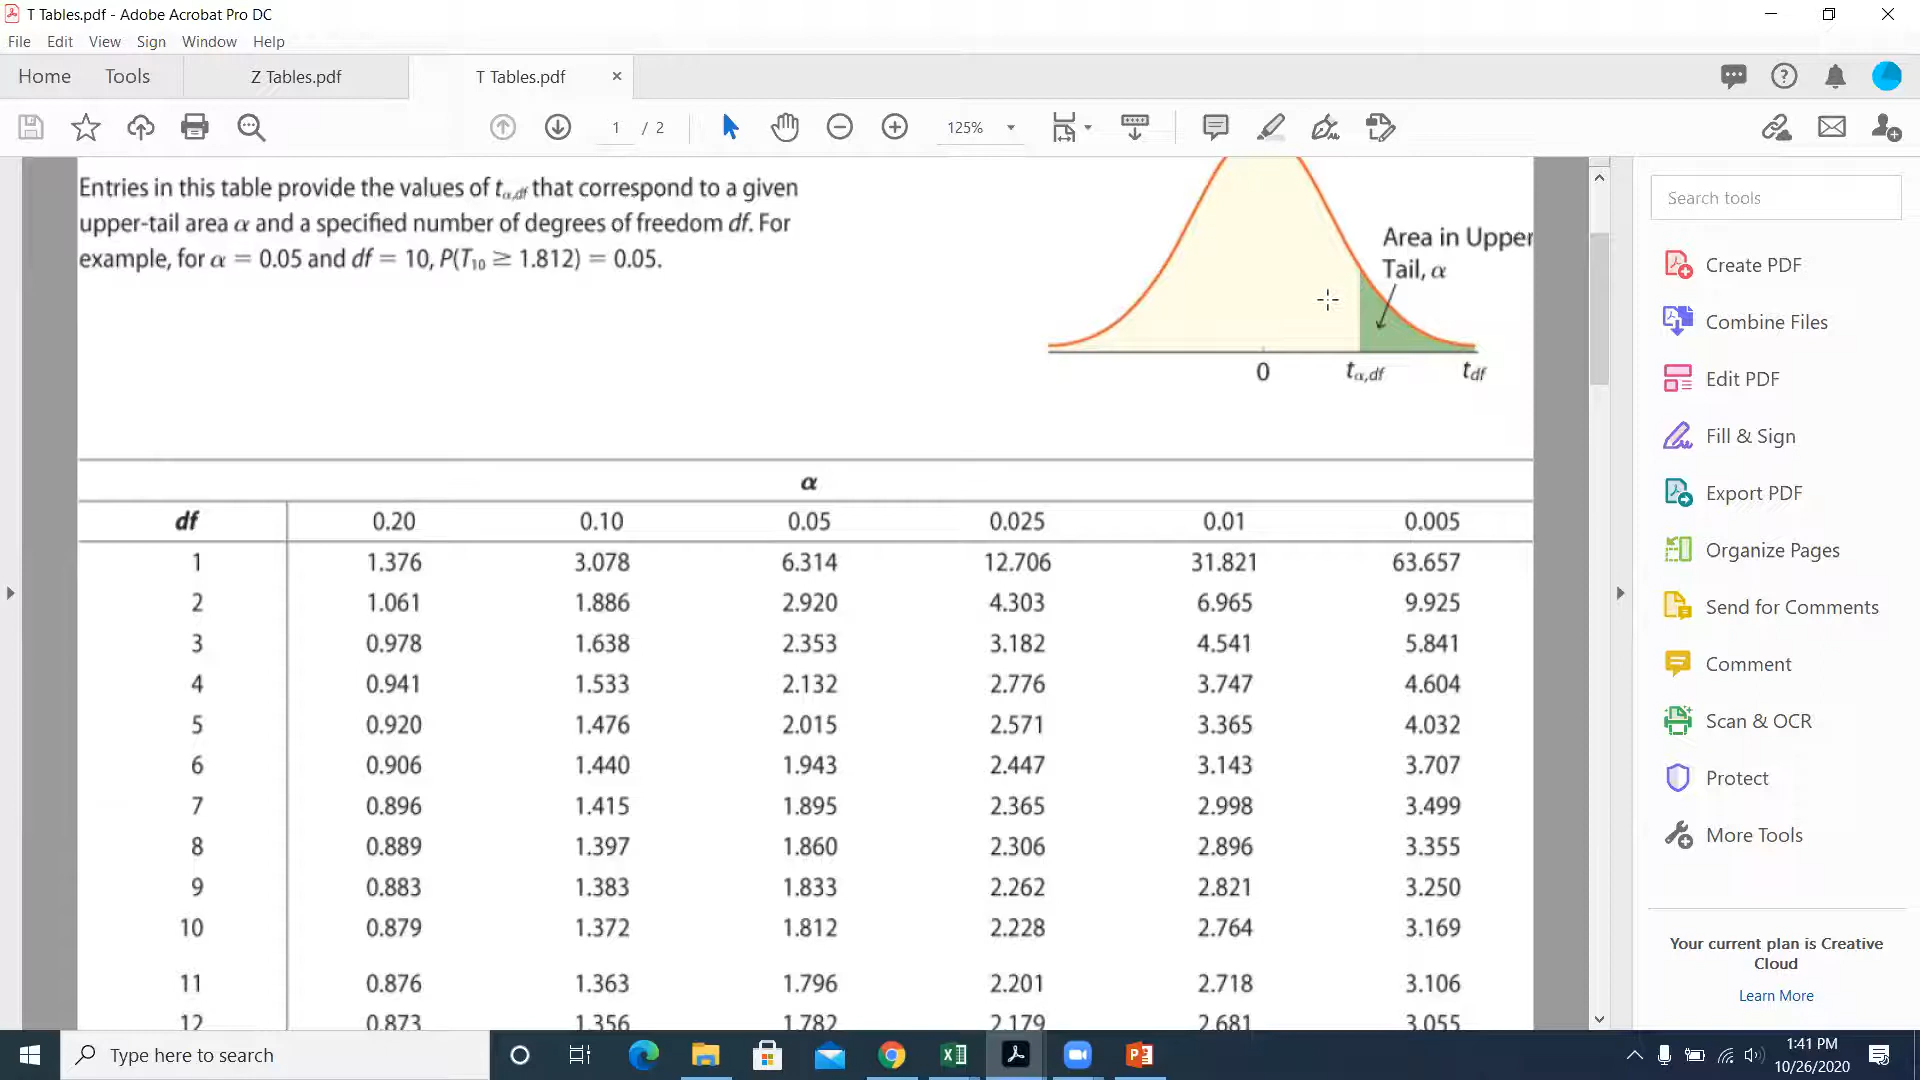 T Tables.pdf - Adobe Acrobat Pro DC
File Edit View Sign Window Help
Home Tools Z Tables.pdf T Tables.pdf ×
1 / 2 125%
Entries in this table provide the values of tα,df that correspond to a given
upper-tail area α and a specified number of degrees of freedom df. For
example, for α = 0.05 and df = 10, P(T10 ≥ 1.812) = 0.05.
Area in Upper
Tail, α
0 tα,df tdf
α
df 0.20 0.10 0.05 0.025 0.01 0.005
1 1.376 3.078 6.314 12.706 31.821 63.657
2 1.061 1.886 2.920 4.303 6.965 9.925
3 0.978 1.638 2.353 3.182 4.541 5.841
4 0.941 1.533 2.132 2.776 3.747 4.604
5 0.920 1.476 2.015 2.571 3.365 4.032
6 0.906 1.440 1.943 2.447 3.143 3.707
7 0.896 1.415 1.895 2.365 2.998 3.499
8 0.889 1.397 1.860 2.306 2.896 3.355
9 0.883 1.383 1.833 2.262 2.821 3.250
10 0.879 1.372 1.812 2.228 2.764 3.169
11 0.876 1.363 1.796 2.201 2.718 3.106
12 0.873 1.356 1.782 2.179 2.681 3.055
Search tools
Create PDF
Combine Files
Edit PDF
Fill & Sign
Export PDF
Organize Pages
Send for Comments
Comment
Scan & OCR
Protect
More Tools
Your current plan is Creative
Cloud
Learn More
Type here to search
1:41 PM
10/26/2020